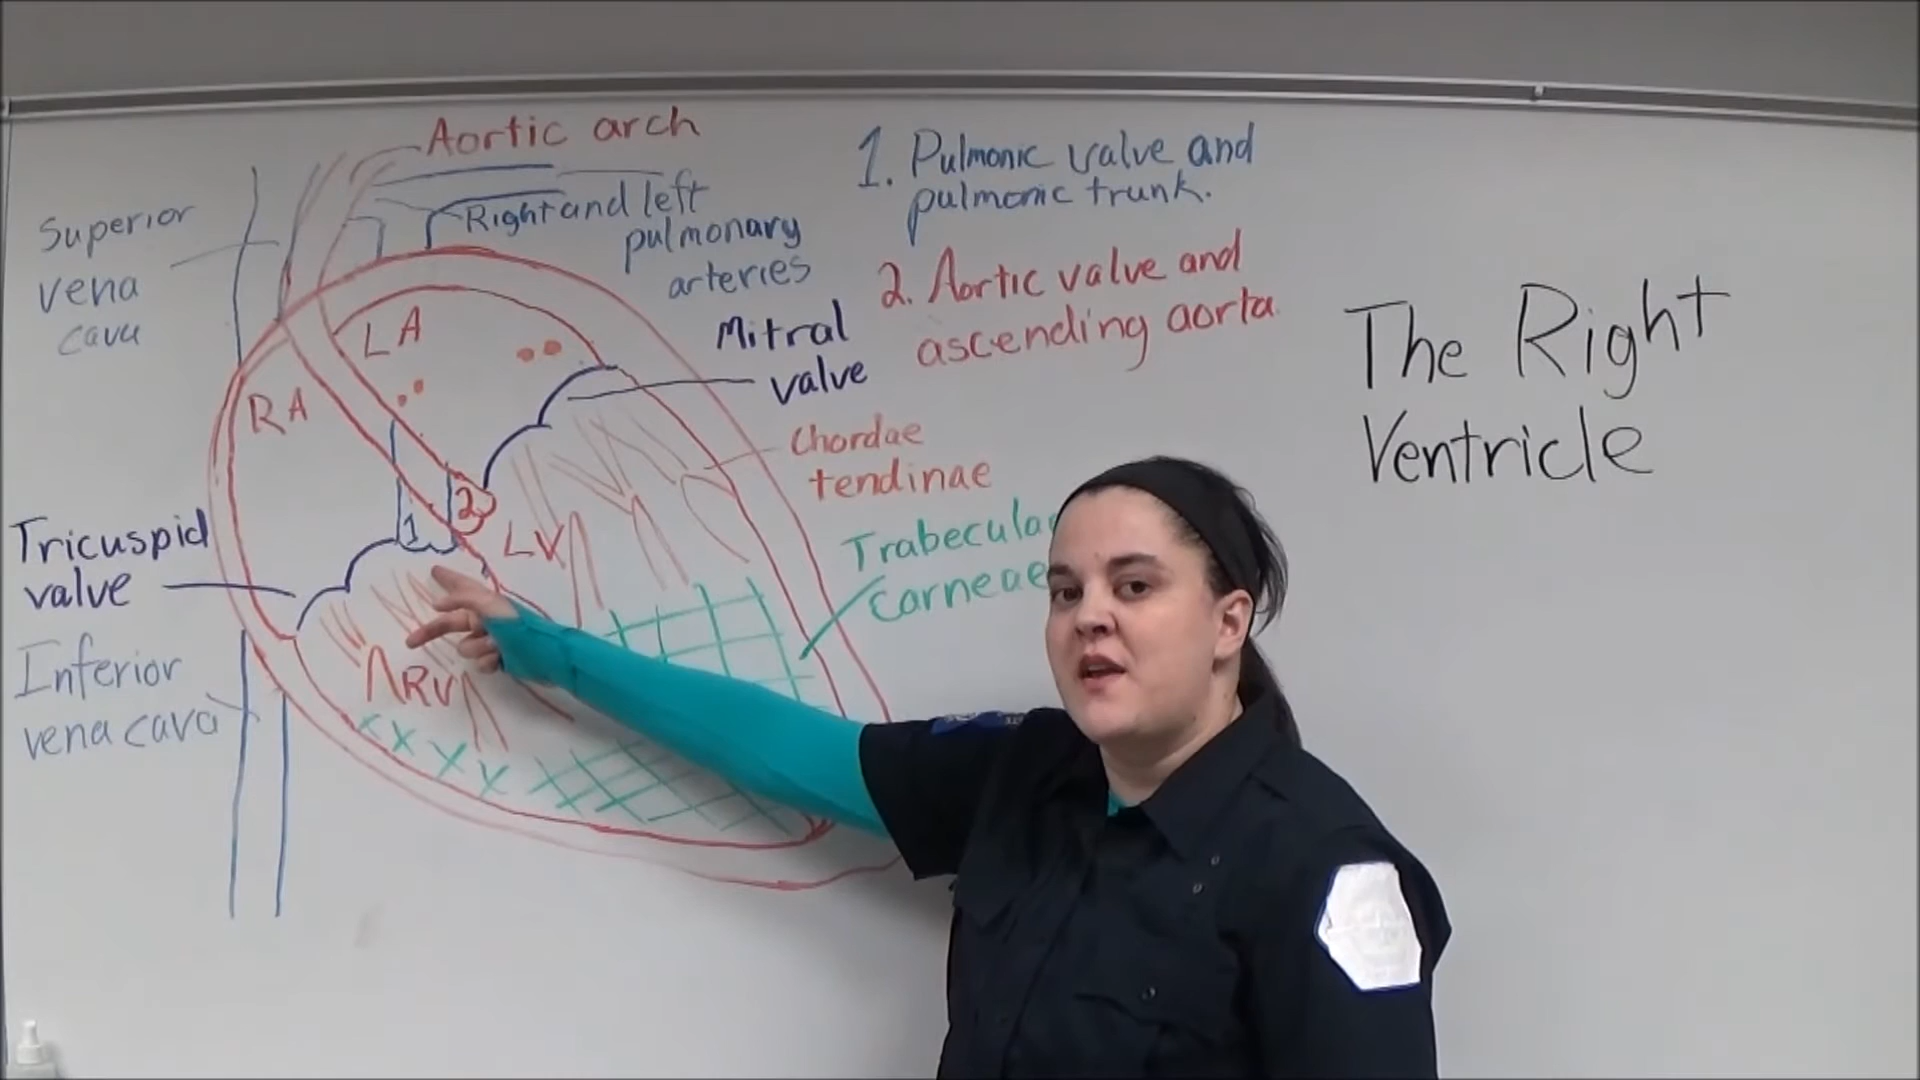 Aortic arch
Right and left
pulmonary
arteries
Superior
vena
cava
1. Pulmonic valve and
pulmonic trunk.
2. Aortic valve and
ascending aorta
The Right
Ventricle
Mitral
valve
LA
RA
Chordae
tendinae
2
1
LV
Tricuspid
valve
Trabecula
Carneae
RV
Inferior
vena cava